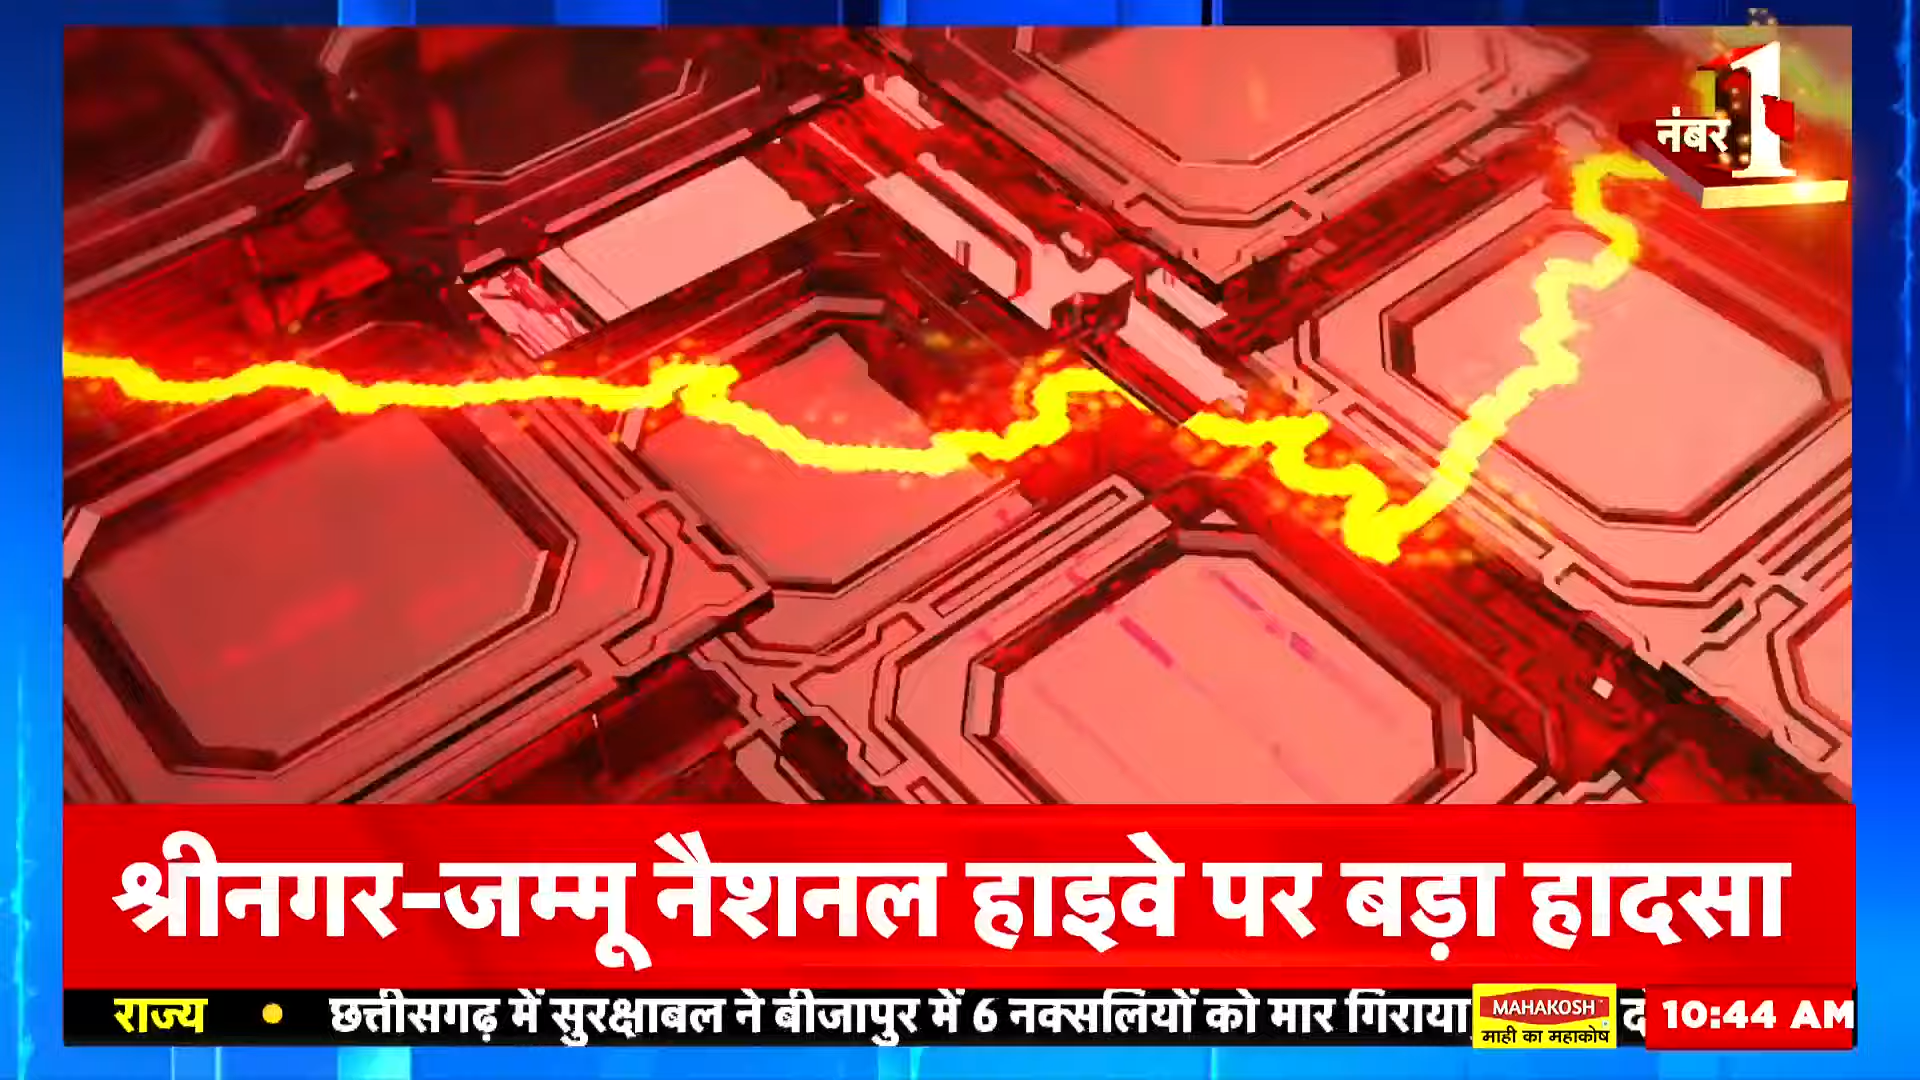 नंबर 1
श्रीनगर-जम्मू नैशनल हाइवे पर बड़ा हादसा
राज्य • छत्तीसगढ़ में सुरक्षाबल ने बीजापुर में 6 नक्सलियों को मार गिराया
MAHAKOSH
माही का महाकोष
10:44 AM